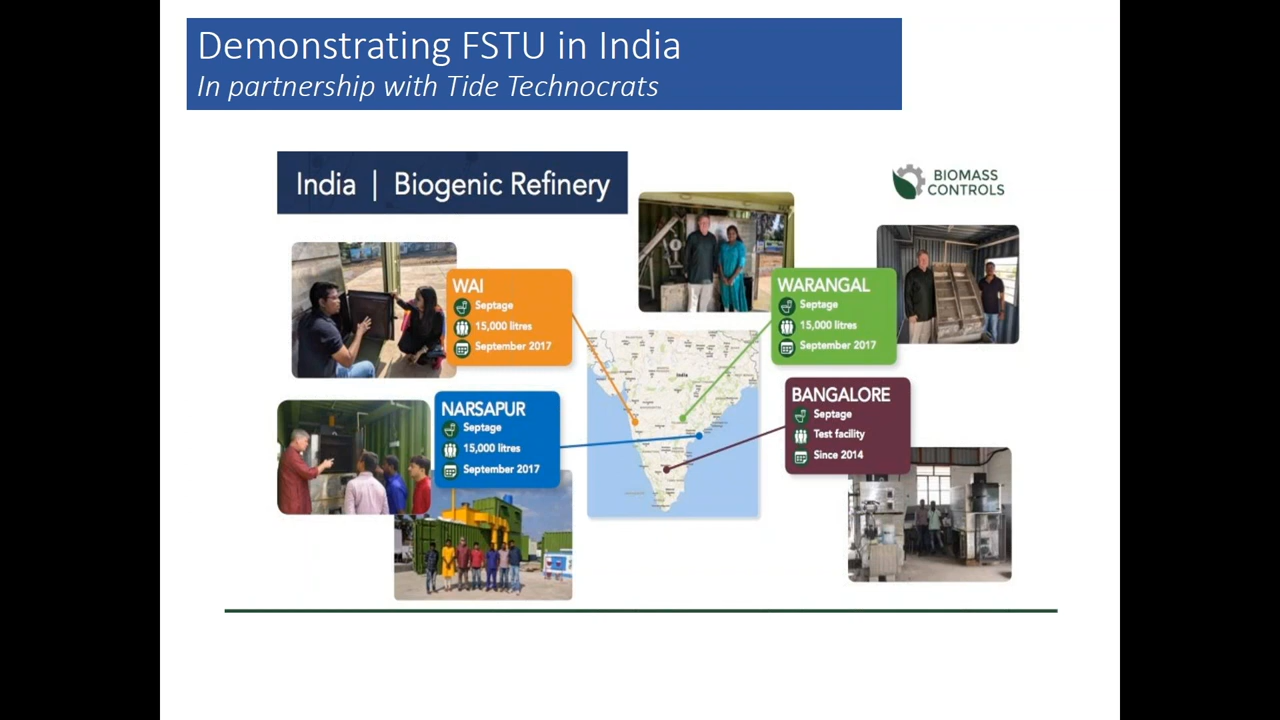 Demonstrating FSTU in India
In partnership with Tide Technocrats
India | Biogenic Refinery
BIOMASS
CONTROLS
WAI
Septage
15,000 litres
September 2017
WARANGAL
Septage
15,000 litres
September 2017
NARSAPUR
Septage
15,000 litres
September 2017
BANGALORE
Septage
Test facility
Since 2014
India